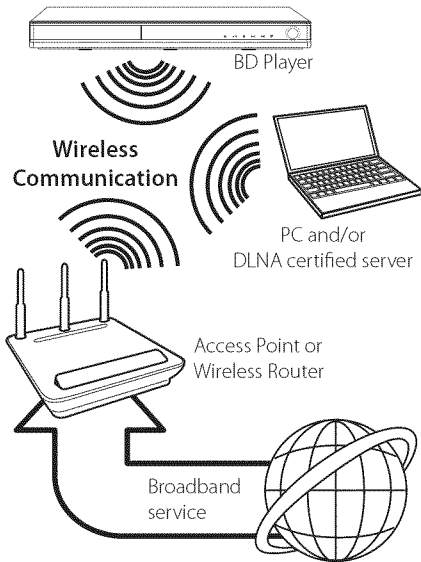 BD Player
Wireless
Communication
PC and/or
DLNA certified server
Access Point or
Wireless Router
Broadband
service